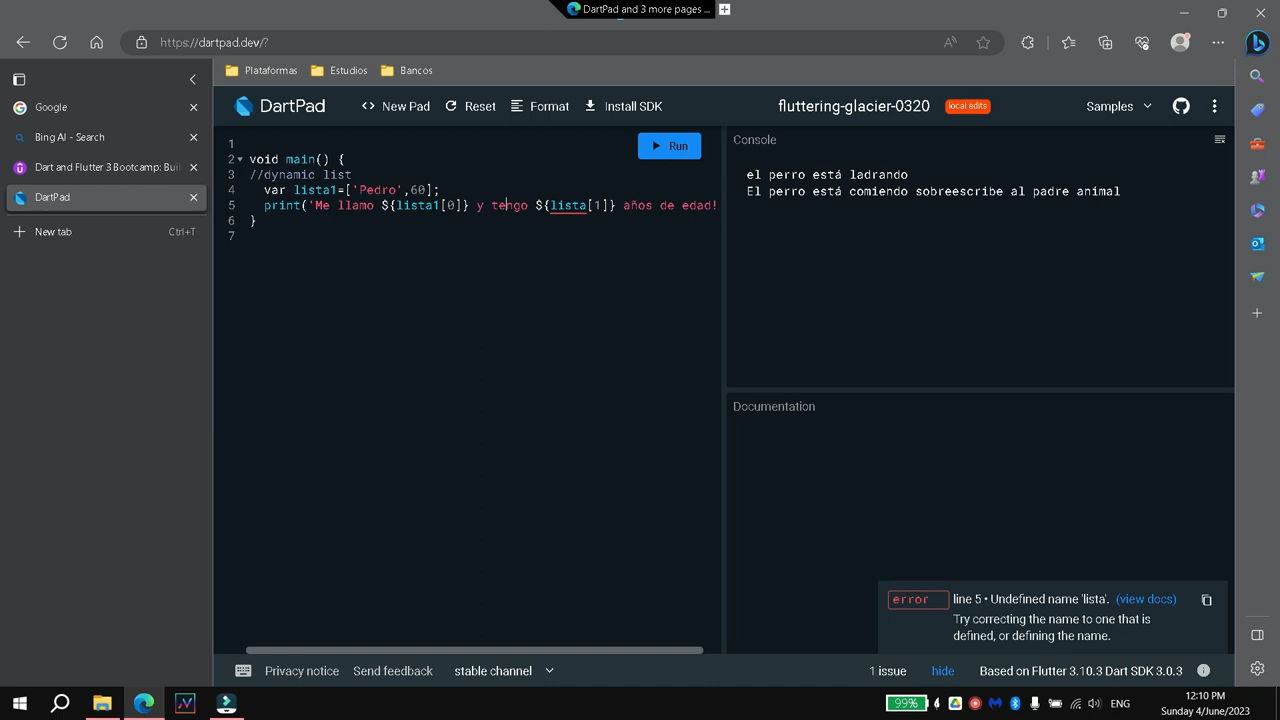 DartPad and 3 more pages ...
https://dartpad.dev/?
Plataformas
Estudios
Bancos
Google
Bing AI - Search
Dart and Flutter 3 Bootcamp: Buil
DartPad
New tab
Ctrl+T
DartPad
New Pad
Reset
Format
Install SDK
fluttering-glacier-0320
local edits
Samples
Run
1
2 void main() {
3 //dynamic list
4 var lista1=['Pedro',60];
5 print('Me llamo ${lista1[0]} y tengo ${lista[1]} años de edad!
6 }
7
Console
el perro está ladrando
El perro está comiendo sobreescribe al padre animal
Documentation
error line 5 • Undefined name 'lista'. (view docs)
Try correcting the name to one that is
defined, or defining the name.
Privacy notice
Send feedback
stable channel
1 issue
hide
Based on Flutter 3.10.3 Dart SDK 3.0.3
99%
ENG
12:10 PM
Sunday 4/June/2023